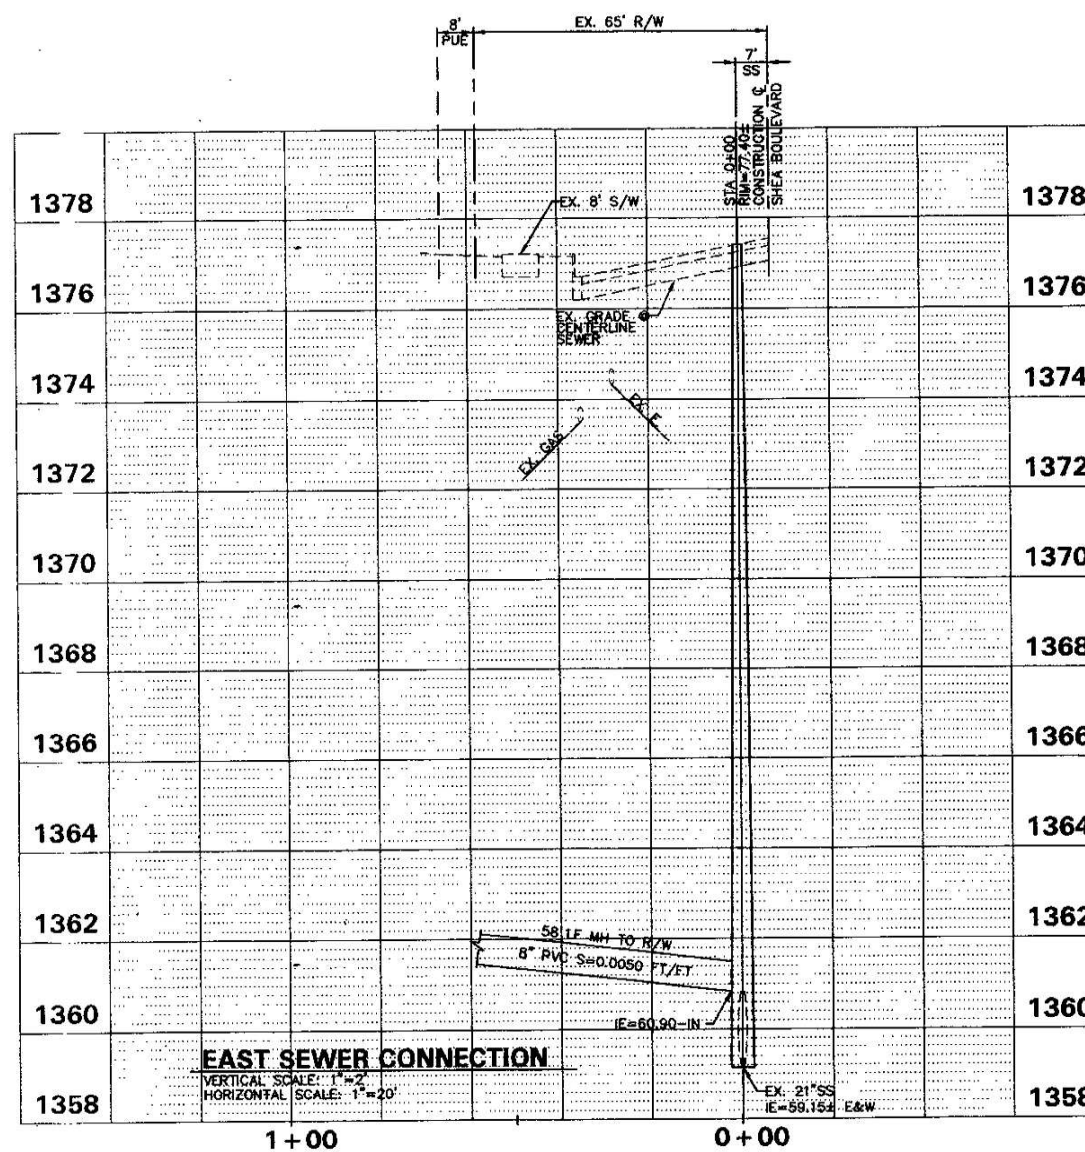 8'
PUE
EX. 65' R/W
7'
SS
STA 0+00
RIM=77.40±
CONSTRUCTION ℄
SHEA BOULEVARD
EX. 8' S/W
1378
1378
1376
1376
EX. GRADE @
CENTERLINE
SEWER
1374
1374
EX. E
EX. GAS
1372
1372
1370
1370
1368
1368
1366
1366
1364
1364
1362
1362
58 LF MH TO R/W
8" PVC S=0.0050 FT/FT
1360
1360
IE=60.90-IN
EAST SEWER CONNECTION
VERTICAL SCALE: 1"=2'
HORIZONTAL SCALE: 1"=20'
EX. 21"SS
IE=59.15± E&W
1358
1358
1+00
0+00